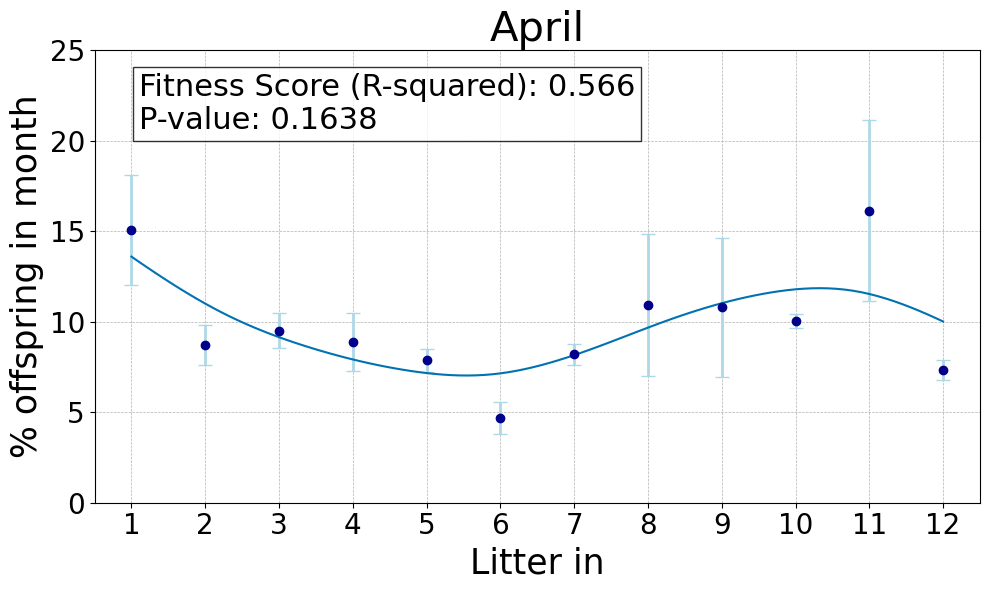 April
Fitness Score (R-squared): 0.566
P-value: 0.1638
% offspring in month
25
20
15
10
5
0
1 2 3 4 5 6 7 8 9 10 11 12
Litter in